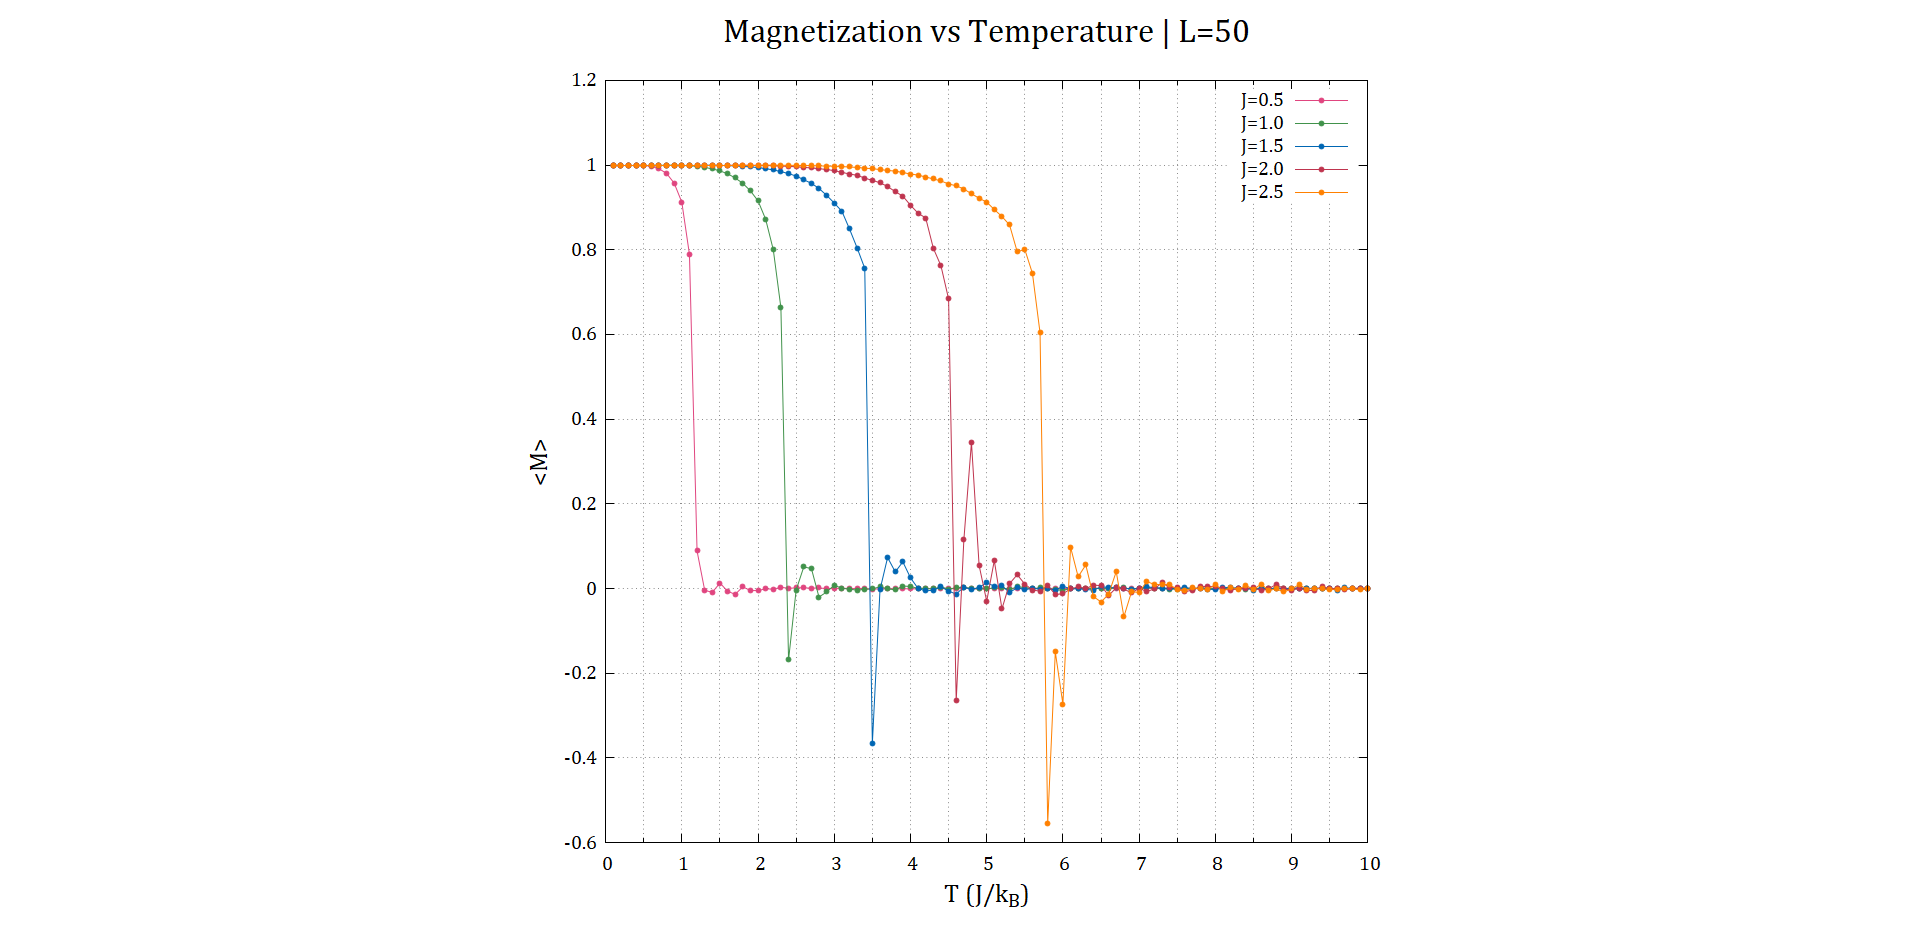 Magnetization vs Temperature | L=50
1.2
1
0.8
0.6
0.4
0.2
0
-0.2
-0.4
-0.6
<M>
J=0.5
J=1.0
J=1.5
J=2.0
J=2.5
0 1 2 3 4 5 6 7 8 9 10
T (J/kB)